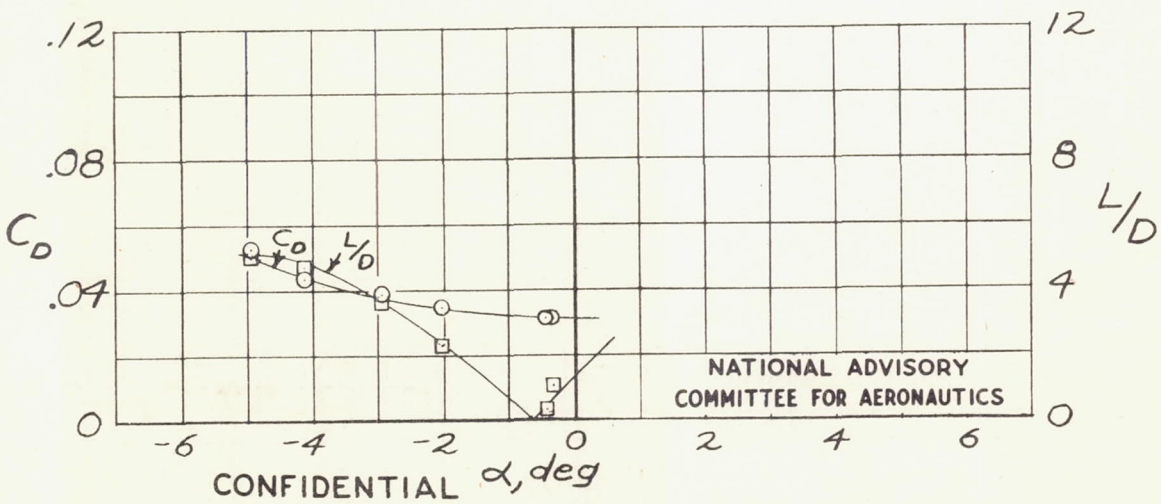 .12
.08
C_D
.04
0
12
8
L/D
4
0
C_D
L/D
NATIONAL ADVISORY
COMMITTEE FOR AERONAUTICS
-6 -4 -2 0 2 4 6
α, deg
CONFIDENTIAL